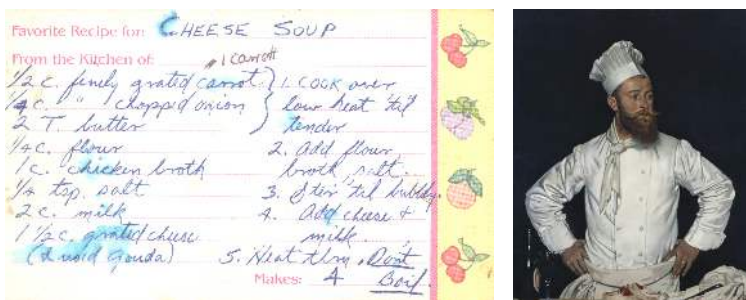 Favorite Recipe for: CHEESE SOUP
From the Kitchen of: 1 carrott
1/2 c. finely grated carrot } 1. COOK over
1/4 c. " choppid onion } low heat 'til
2 T. butter } tender
1/4 c. flour 2. add flour,
1 c. chicken broth broth, salt.
1/4 tsp. salt 3. Stir 'til bubbly.
2 c. milk 4. Add cheese &
1 1/2 c. grated cheese milk
(avoid gouda) 5. Heat thru. Don't
Makes: 4 Boil.